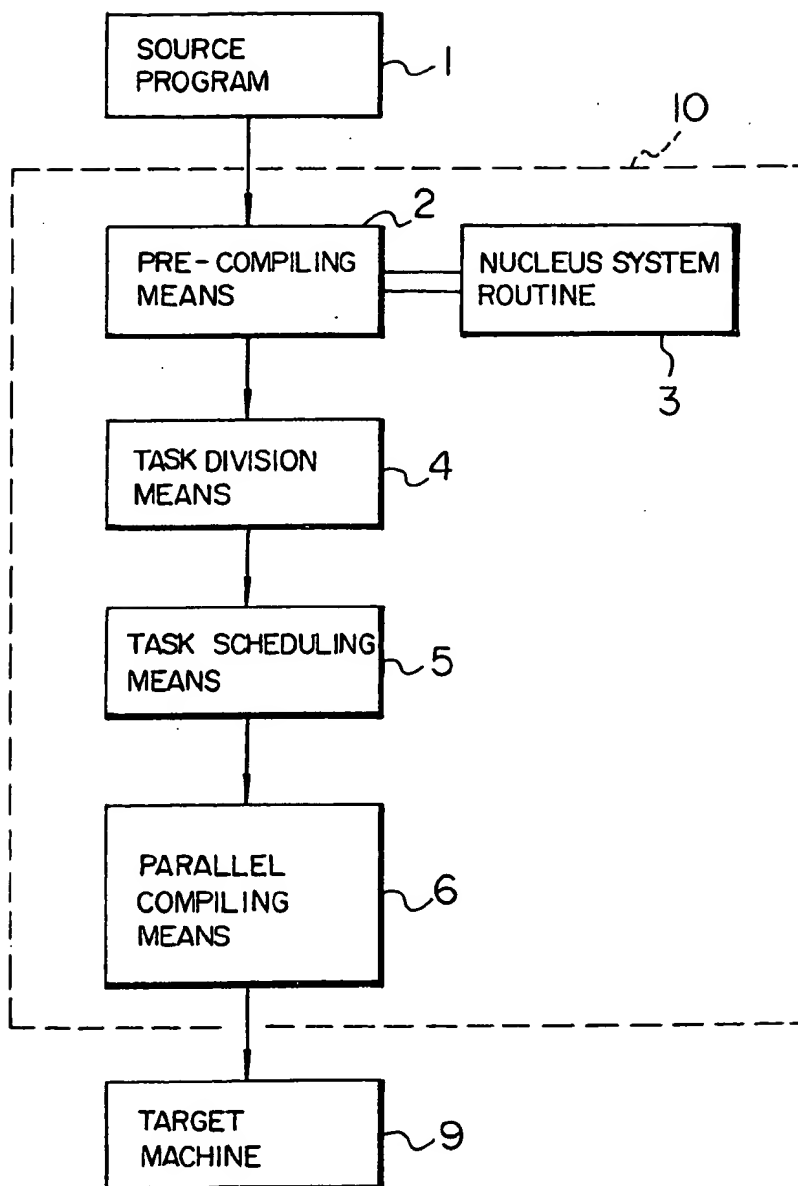 SOURCE
PROGRAM
1
10
2
PRE-COMPILING
MEANS
NUCLEUS SYSTEM
ROUTINE
3
TASK DIVISION
MEANS
4
TASK SCHEDULING
MEANS
5
PARALLEL
COMPILING
MEANS
6
TARGET
MACHINE
9